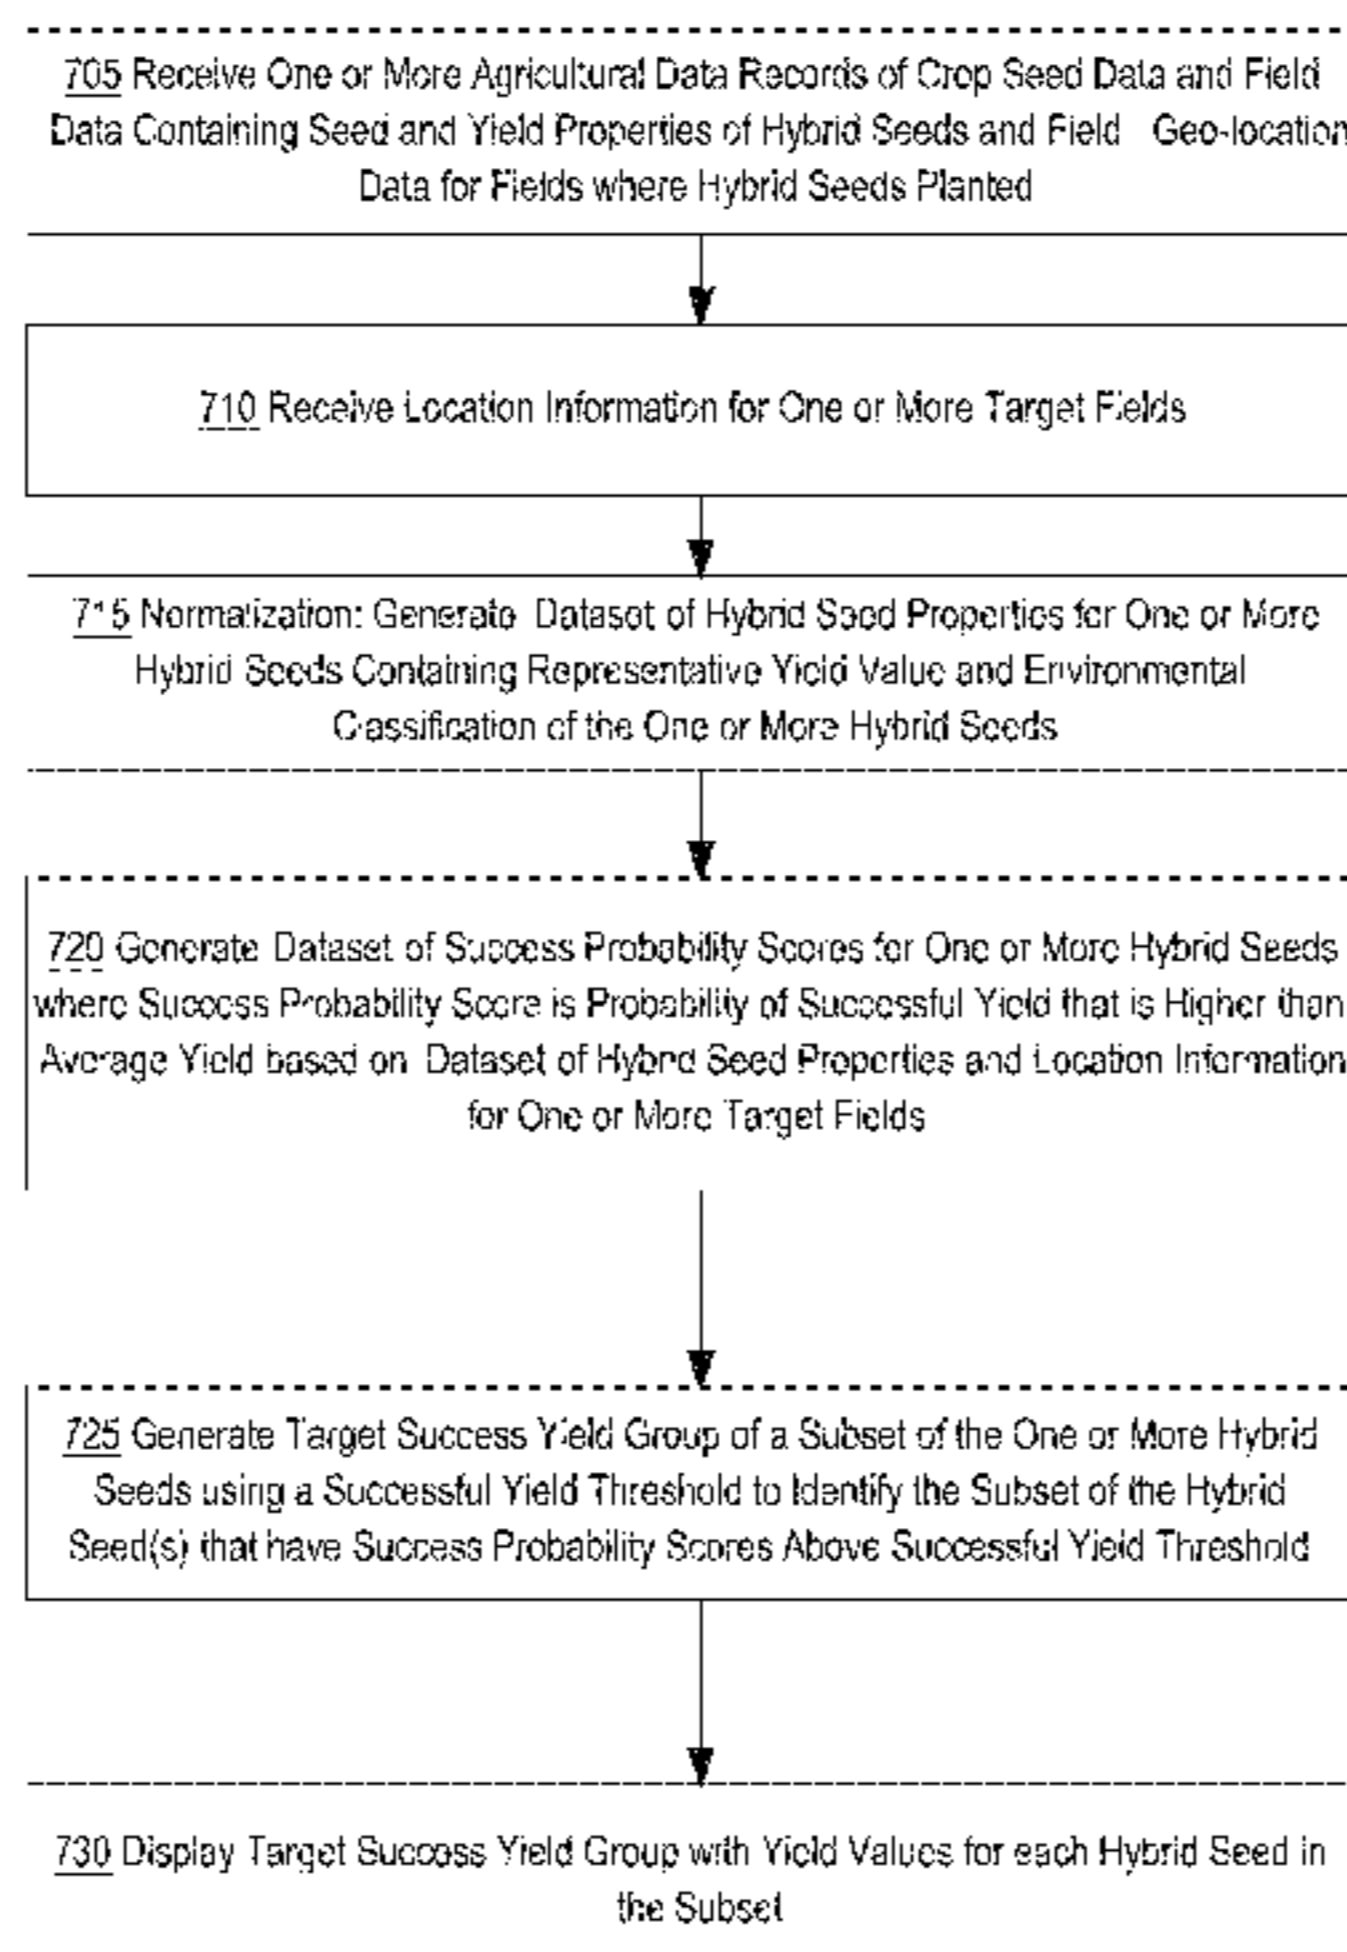 705 Receive One or More Agricultural Data Records of Crop Seed Data and Field
Data Containing Seed and Yield Properties of Hybrid Seeds and Field Geo-location
Data for Fields where Hybrid Seeds Planted
710 Receive Location Information for One or More Target Fields
715 Normalization: Generate Dataset of Hybrid Seed Properties for One or More
Hybrid Seeds Containing Representative Yield Value and Environmental
Classification of the One or More Hybrid Seeds
720 Generate Dataset of Success Probability Scores for One or More Hybrid Seeds
where Success Probability Score is Probability of Successful Yield that is Higher than
Average Yield based on Dataset of Hybrid Seed Properties and Location Information
for One or More Target Fields
725 Generate Target Success Yield Group of a Subset of the One or More Hybrid
Seeds using a Successful Yield Threshold to Identify the Subset of the Hybrid
Seed(s) that have Success Probability Scores Above Successful Yield Threshold
730 Display Target Success Yield Group with Yield Values for each Hybrid Seed in
the Subset